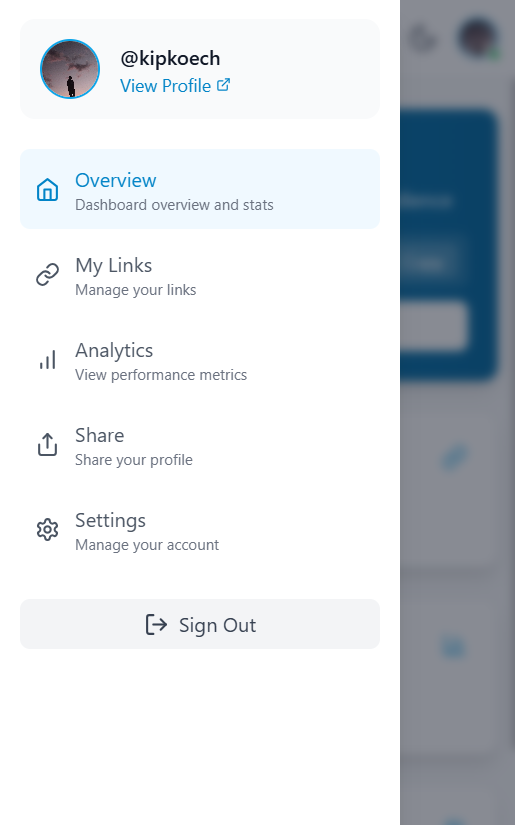 @kipkoech
View Profile
Overview
Dashboard overview and stats
My Links
Manage your links
Analytics
View performance metrics
Share
Share your profile
Settings
Manage your account
Sign Out